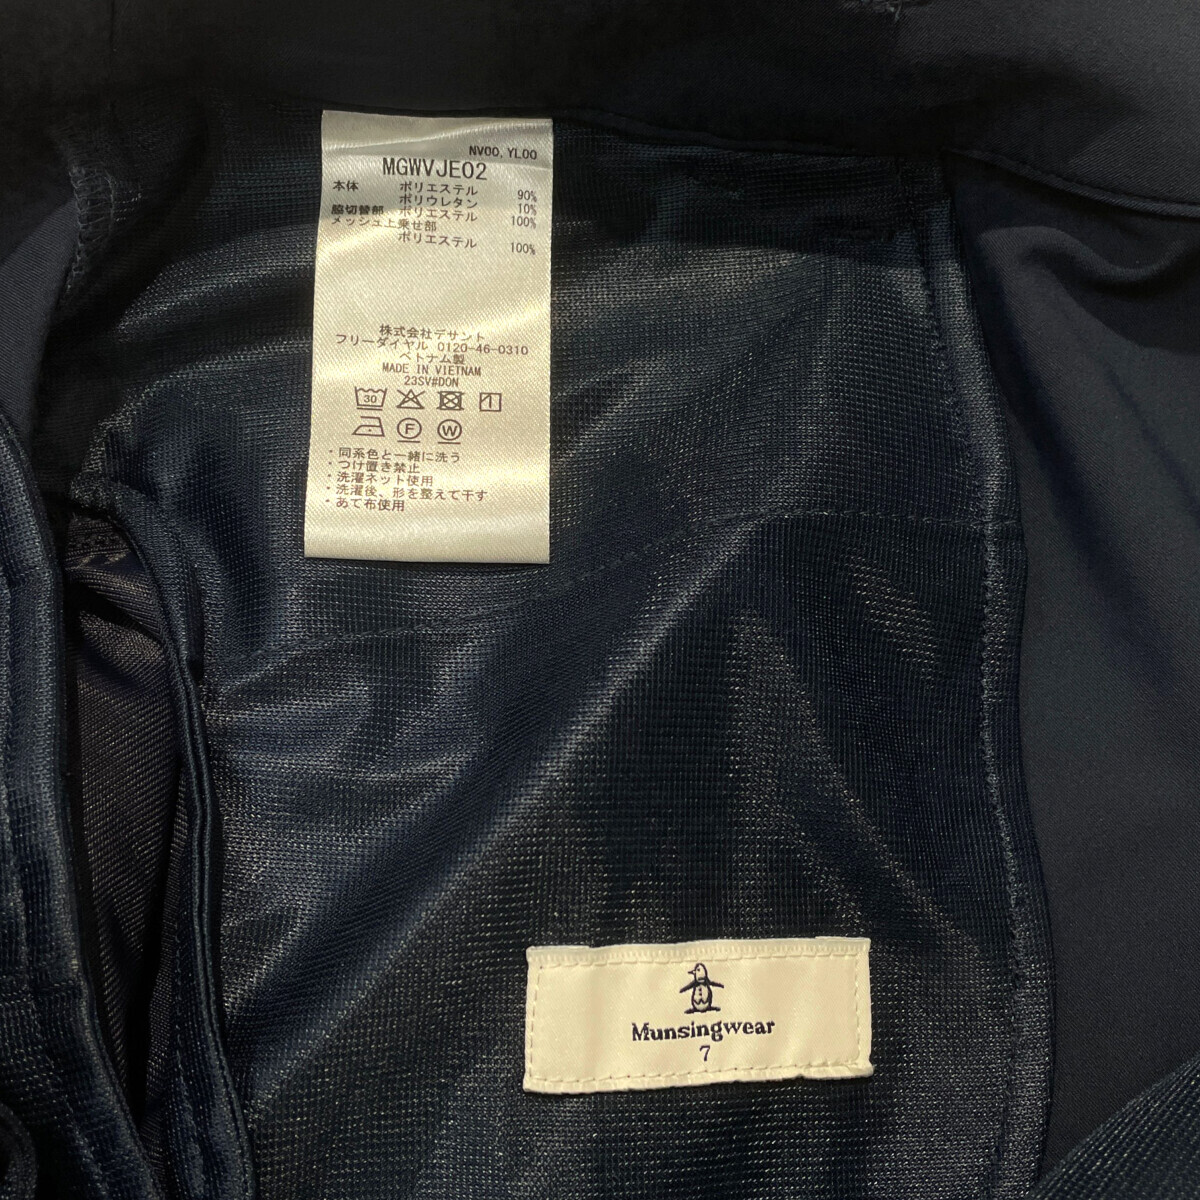 NV00, YL00
MGWVJE02
本体 ポリエステル 90%
ポリウレタン 10%
脇切替部 ポリエステル 100%
メッシュ上乗せ部
ポリエステル 100%
株式会社デサント
フリーダイヤル 0120-46-0310
ベトナム製
MADE IN VIETNAM
23SV#DON
30
F W
・同系色と一緒に洗う
・つけ置き禁止
・洗濯ネット使用
・洗濯後、形を整えて干す
・あて布使用
Munsingwear
7